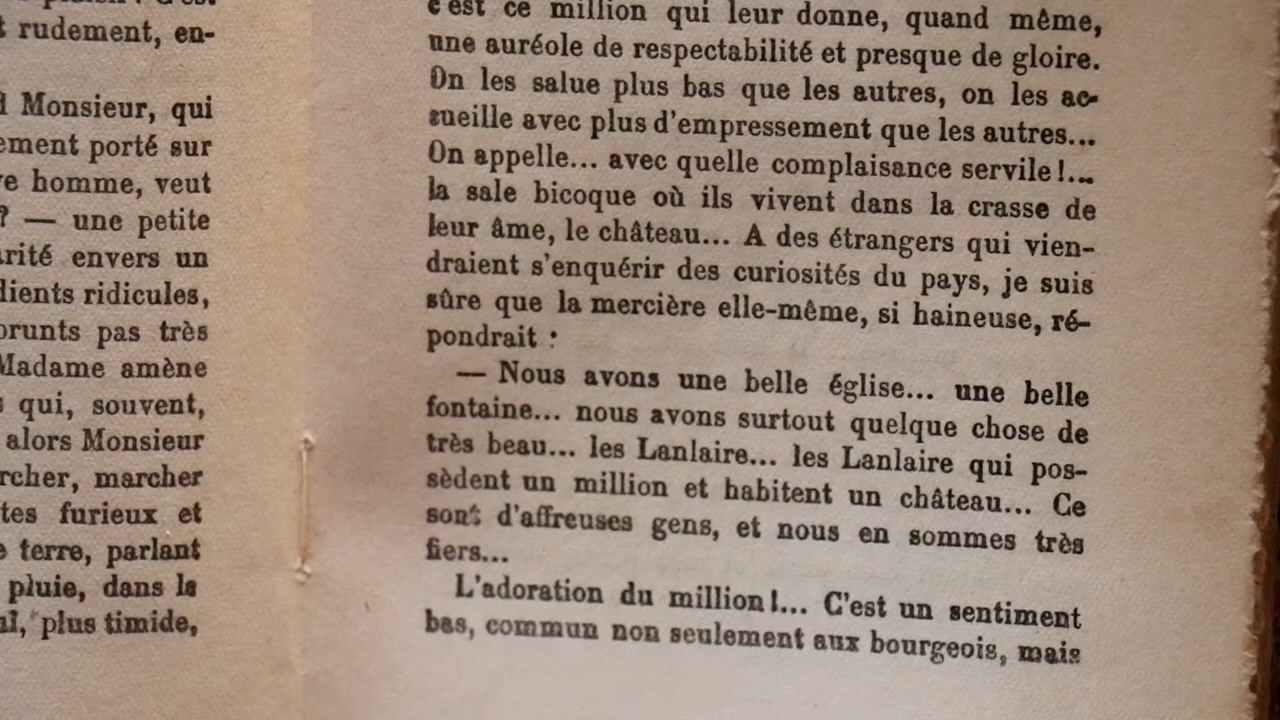 rudement, en-
Monsieur, qui
porté sur
homme, veut
? — une petite
envers un
ridicules,
pas très
Madame amène
qui, souvent,
alors Monsieur
marcher
furieux et
terre, parlant
pluie, dans la
plus timide,
c'est ce million qui leur donne, quand même,
une auréole de respectabilité et presque de gloire.
On les salue plus bas que les autres, on les ac-
cueille avec plus d'empressement que les autres...
On appelle... avec quelle complaisance servile!...
la sale bicoque où ils vivent dans la crasse de
leur âme, le château... A des étrangers qui vien-
draient s'enquérir des curiosités du pays, je suis
sûre que la mercière elle-même, si haineuse, ré-
pondrait :
— Nous avons une belle église... une belle
fontaine... nous avons surtout quelque chose de
très beau... les Lanlaire... les Lanlaire qui pos-
sèdent un million et habitent un château... Ce
sont d'affreuses gens, et nous en sommes très
fiers...
L'adoration du million!... C'est un sentiment
bas, commun non seulement aux bourgeois, mais